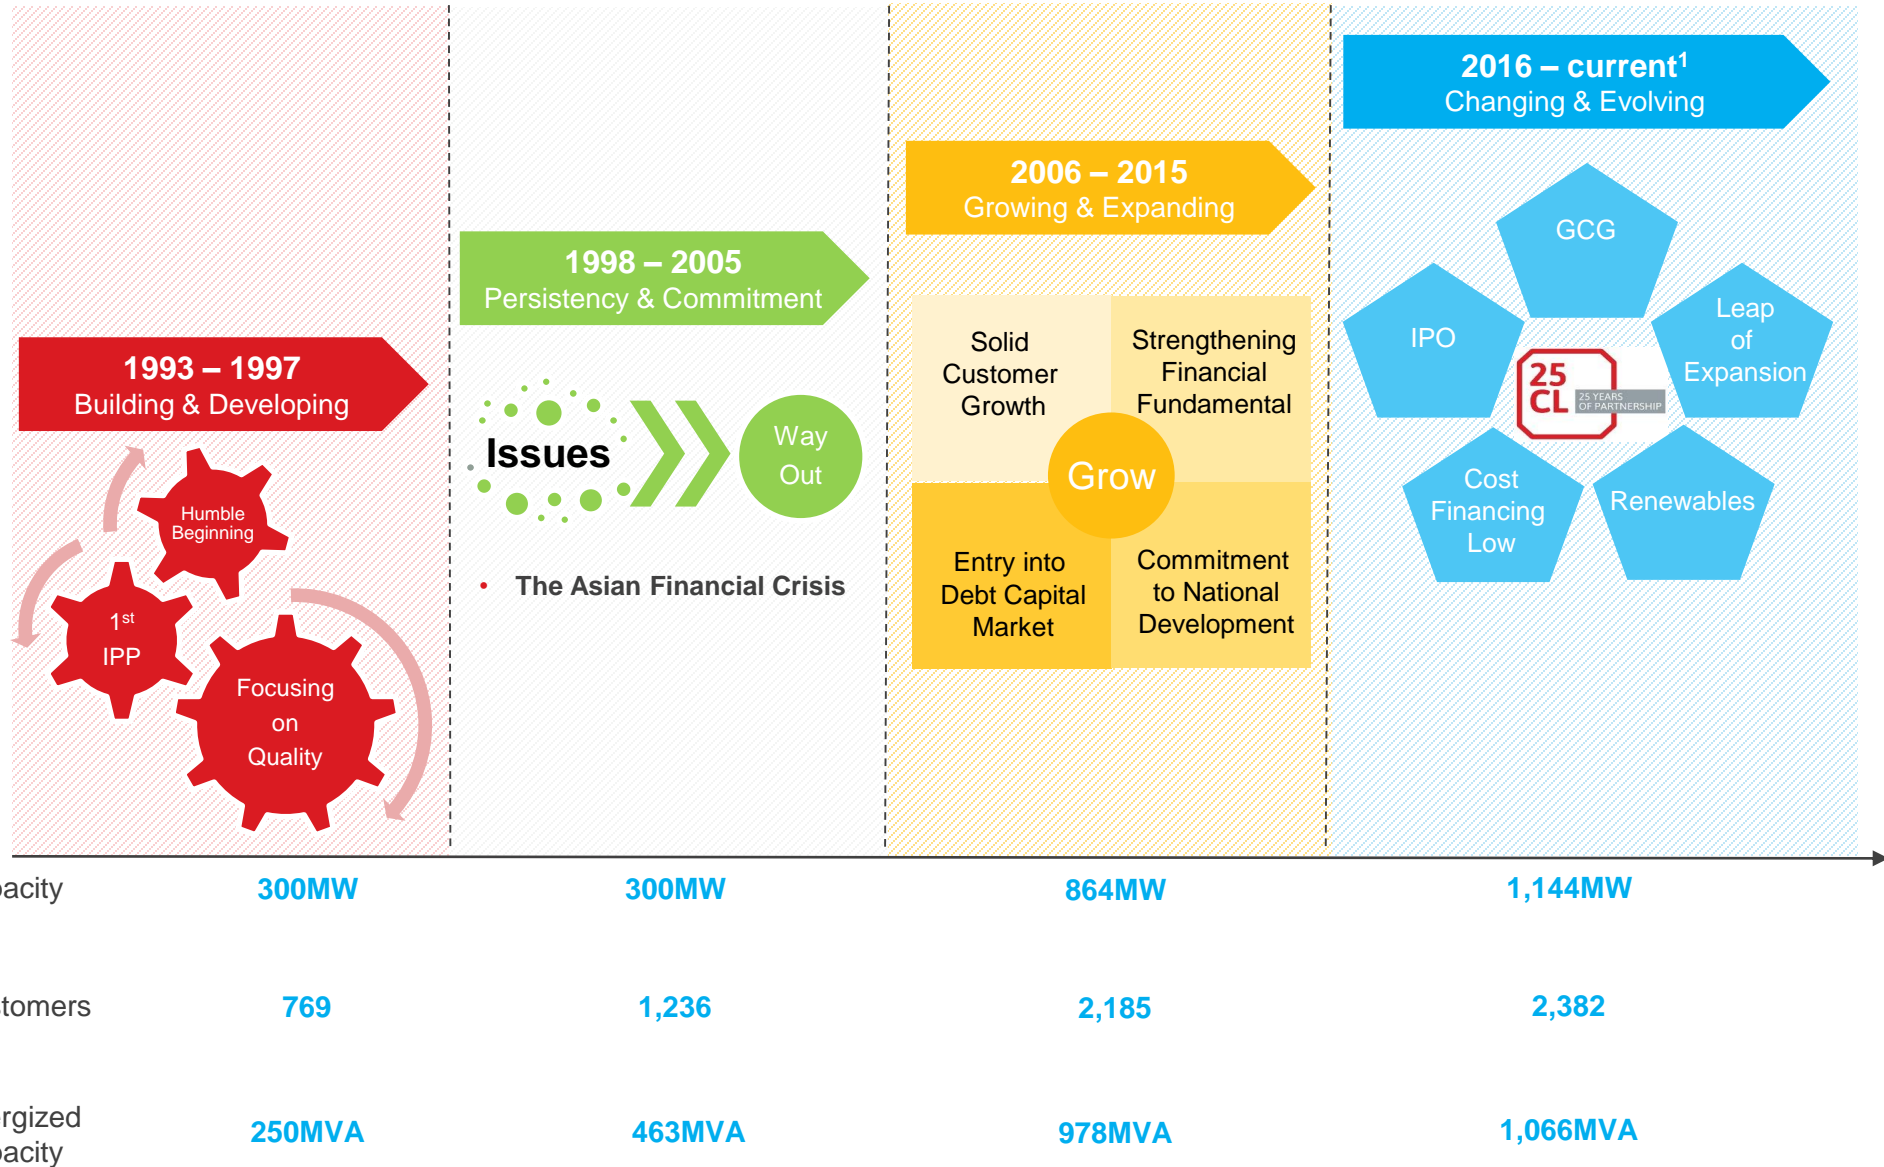 2016 – current¹
Changing & Evolving
2006 – 2015
Growing & Expanding
1998 – 2005
Persistency & Commitment
1993 – 1997
Building & Developing
Humble
Beginning
1st
IPP
Focusing
on
Quality
Issues
Way
Out
• The Asian Financial Crisis
Solid
Customer
Growth
Strengthening
Financial
Fundamental
Grow
Entry into
Debt Capital
Market
Commitment
to National
Development
GCG
IPO
Leap
of
Expansion
25
CL
25 YEARS
OF PARTNERSHIP
Cost
Financing
Low
Renewables
pacity 300MW 300MW 864MW 1,144MW
stomers 769 1,236 2,185 2,382
ergized
pacity
250MVA 463MVA 978MVA 1,066MVA